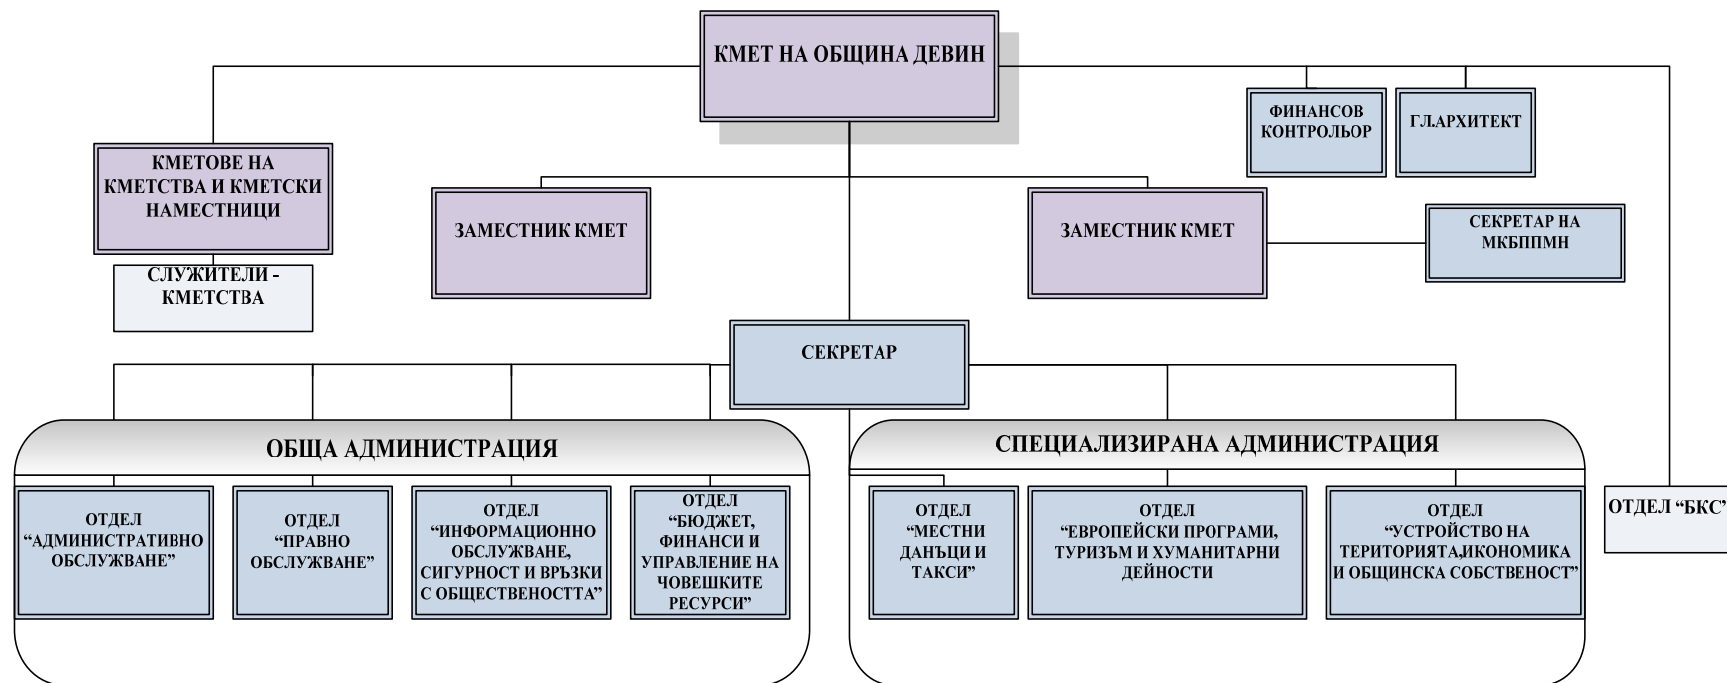 КМЕТ НА ОБЩИНА ДЕВИН
ФИНАНСОВ
КОНТРОЛЬОР
ГЛ.АРХИТЕКТ
КМЕТОВЕ НА
КМЕТСТВА И КМЕТСКИ
НАМЕСТНИЦИ
СЛУЖИТЕЛИ -
КМЕТСТВА
ЗАМЕСТНИК КМЕТ
ЗАМЕСТНИК КМЕТ
СЕКРЕТАР НА
МКБППМН
СЕКРЕТАР
ОБЩА АДМИНИСТРАЦИЯ
СПЕЦИАЛИЗИРАНА АДМИНИСТРАЦИЯ
ОТДЕЛ
“АДМИНИСТРАТИВНО
ОБСЛУЖВАНЕ”
ОТДЕЛ
“ПРАВНО
ОБСЛУЖВАНЕ”
ОТДЕЛ
“ИНФОРМАЦИОННО
ОБСЛУЖВАНЕ,
СИГУРНОСТ И ВРЪЗКИ
С ОБЩЕСТВЕНОСТТА”
ОТДЕЛ
“БЮДЖЕТ,
ФИНАНСИ И
УПРАВЛЕНИЕ НА
ЧОВЕШКИТЕ
РЕСУРСИ”
ОТДЕЛ
“МЕСТНИ
ДАНЪЦИ И
ТАКСИ”
ОТДЕЛ
“ЕВРОПЕЙСКИ ПРОГРАМИ,
ТУРИЗЪМ И ХУМАНИТАРНИ
ДЕЙНОСТИ
ОТДЕЛ
“УСТРОЙСТВО НА
ТЕРИТОРИЯТА,ИКОНОМИКА
И ОБЩИНСКА СОБСТВЕНОСТ”
ОТДЕЛ “БКС”